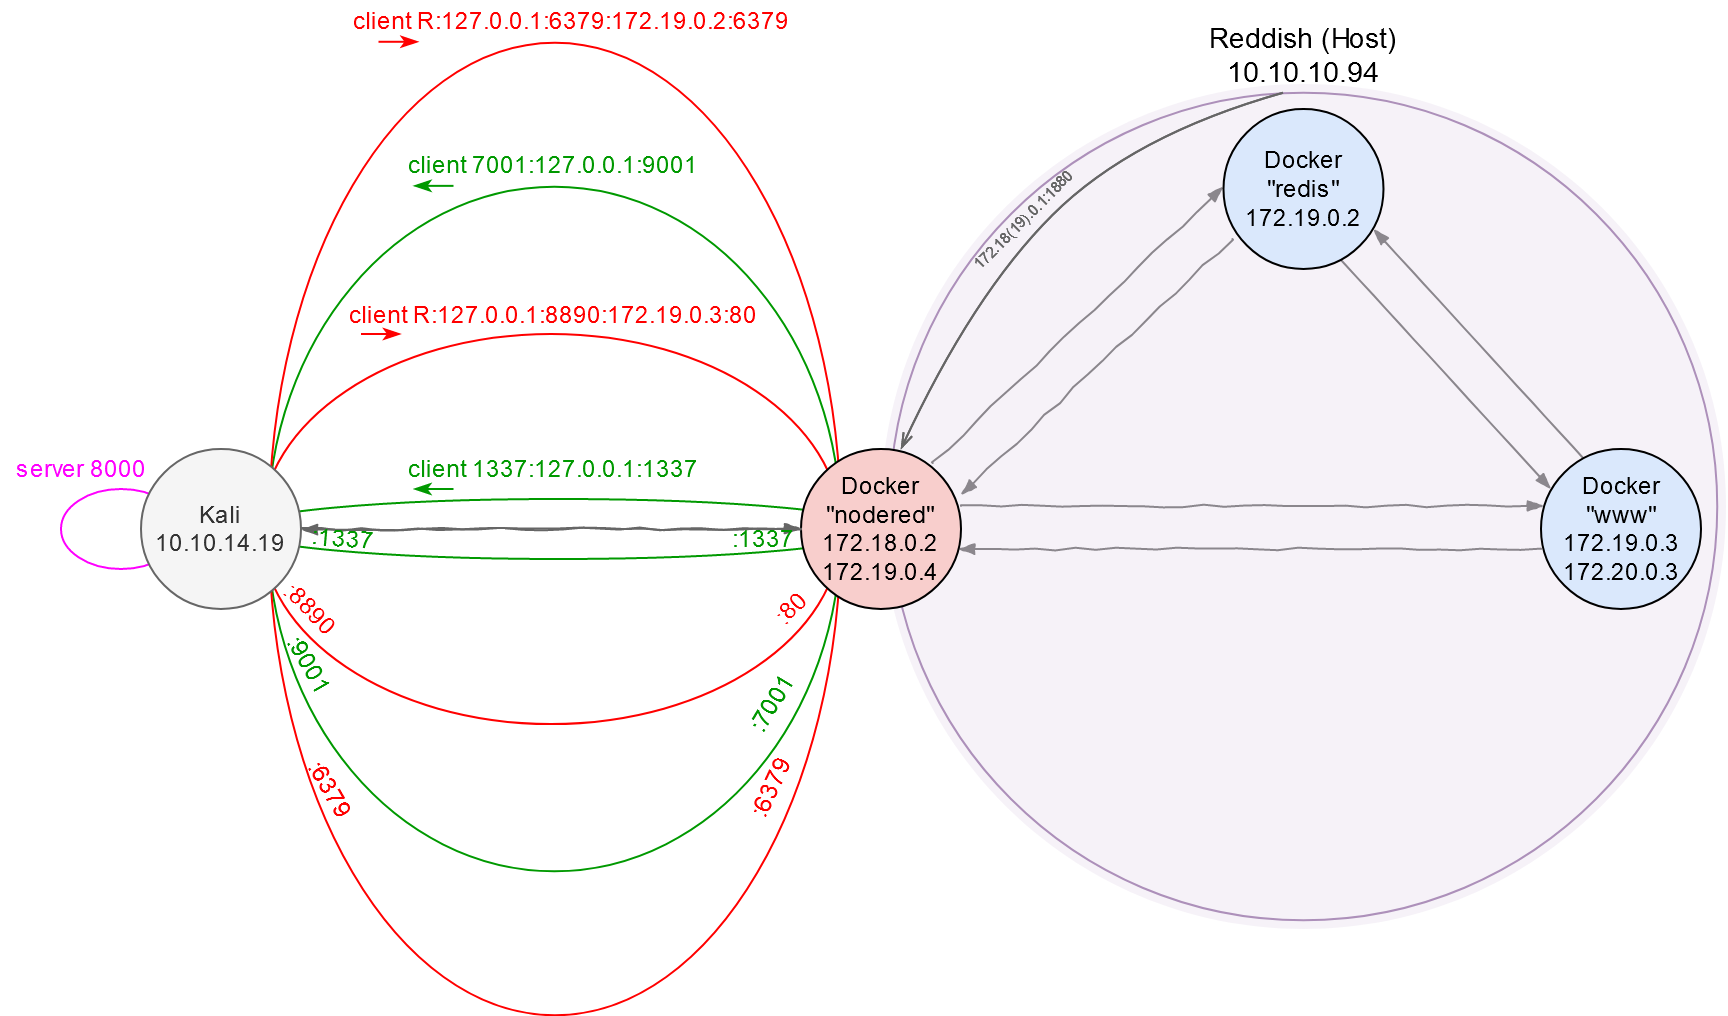 client R:127.0.0.1:6379:172.19.0.2:6379
Reddish (Host)
10.10.10.94
client 7001:127.0.0.1:9001
Docker
"redis"
172.19.0.2
172.18(19).0.1:1880
client R:127.0.0.1:8890:172.19.0.3:80
server 8000
client 1337:127.0.0.1:1337
Kali
10.10.14.19
:1337
:1337
Docker
"nodered"
172.18.0.2
172.19.0.4
Docker
"www"
172.19.0.3
172.20.0.3
:8890
:80
:9001
:7001
:6379
:6379